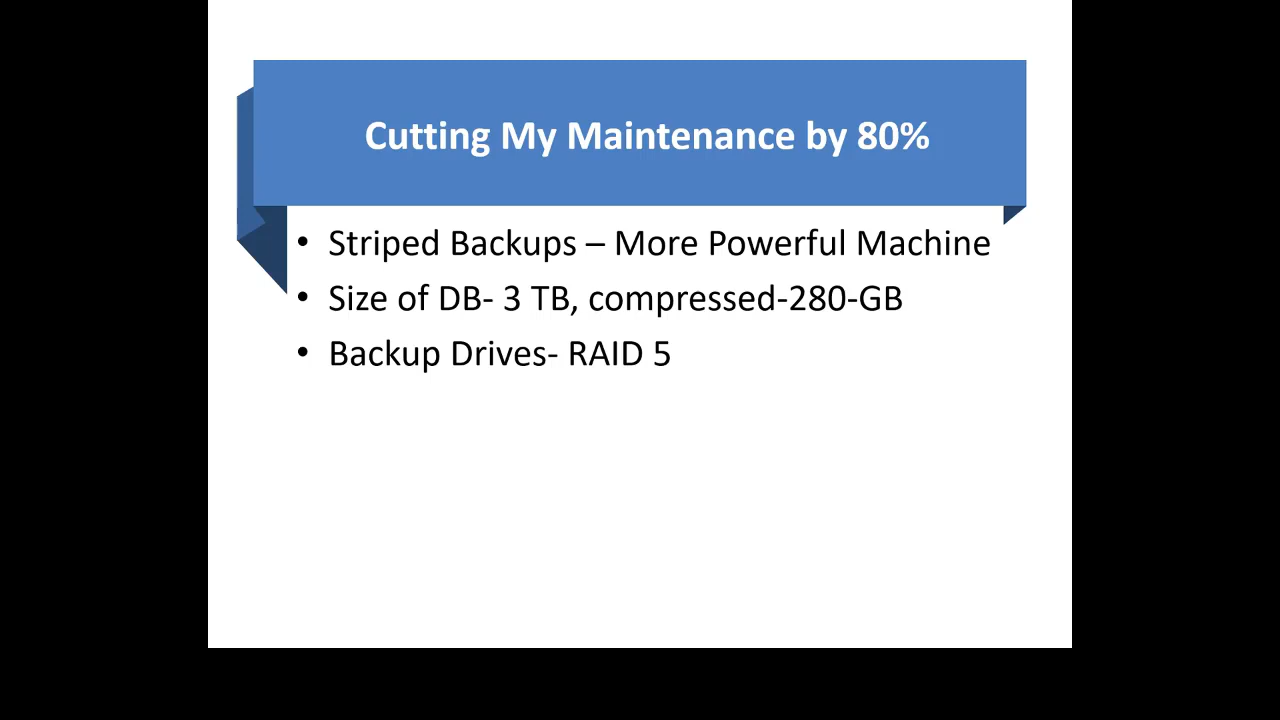 Cutting My Maintenance by 80%
• Striped Backups – More Powerful Machine
• Size of DB- 3 TB, compressed-280-GB
• Backup Drives- RAID 5